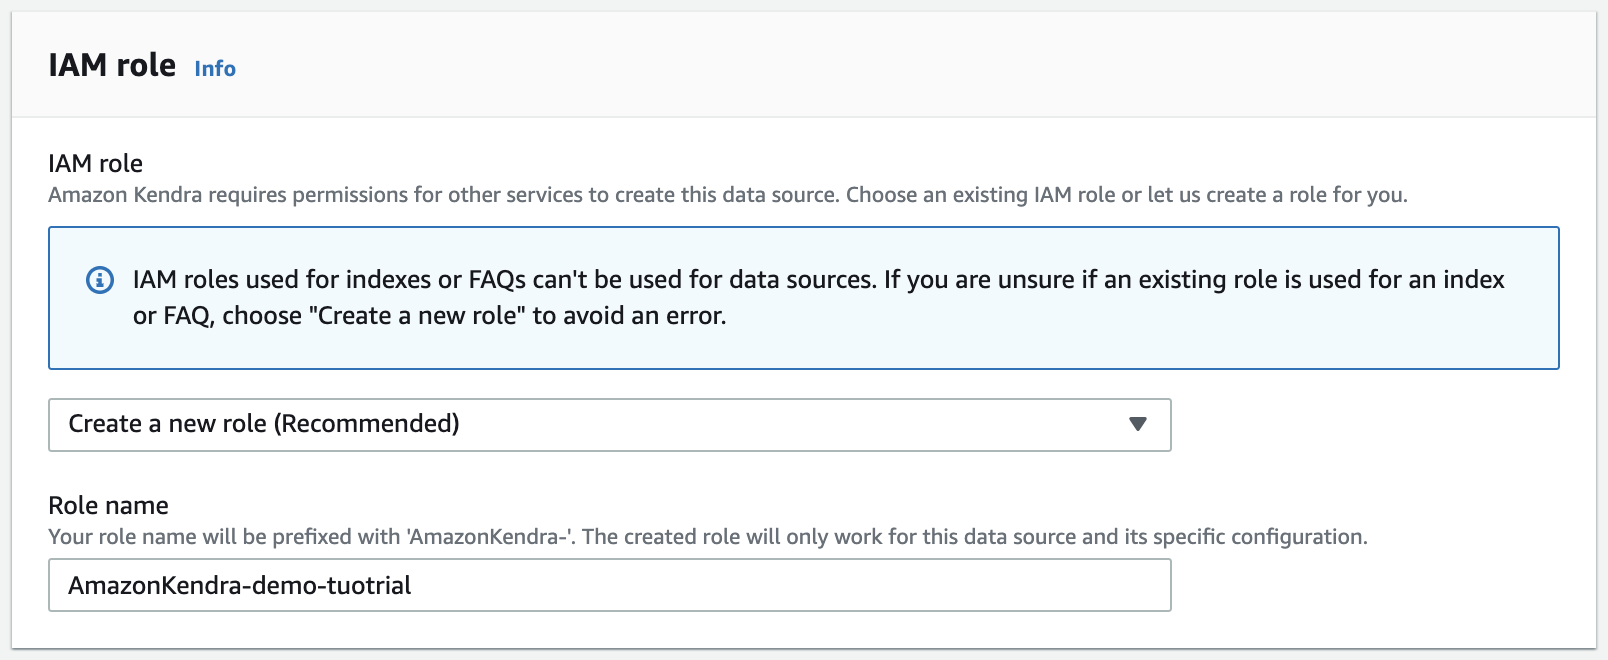 IAM role Info
IAM role
Amazon Kendra requires permissions for other services to create this data source. Choose an existing IAM role or let us create a role for you.
IAM roles used for indexes or FAQs can't be used for data sources. If you are unsure if an existing role is used for an index
or FAQ, choose "Create a new role" to avoid an error.
Create a new role (Recommended)
Role name
Your role name will be prefixed with 'AmazonKendra-'. The created role will only work for this data source and its specific configuration.
AmazonKendra-demo-tuotrial